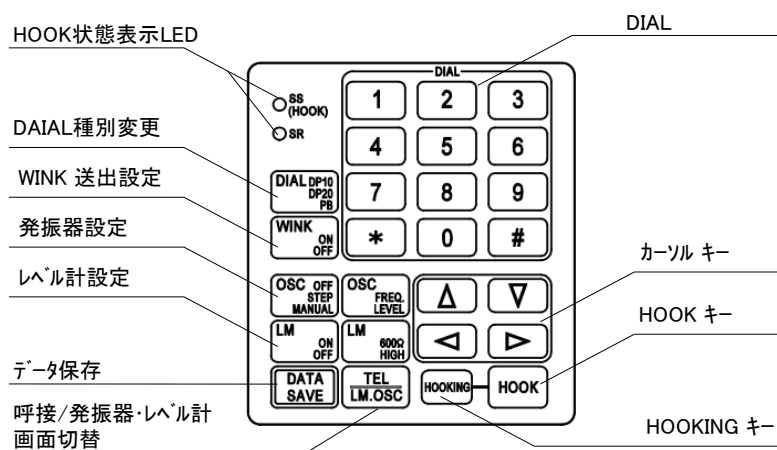 HOOK状態表示LED
DAIAL種別変更
WINK 送出設定
発振器設定
ﾚﾍﾞﾙ計設定
ﾃﾞｰﾀ保存
呼接/発振器･ﾚﾍﾞﾙ計
画面切替
SS
(HOOK)
SR
DIAL DP10
DP20
PB
WINK
ON
OFF
DIAL
1 2 3
4 5 6
7 8 9
* 0 #
OSC OFF
STEP
MANUAL
OSC
FREQ.
LEVEL
LM
ON
OFF
LM
600Ω
HIGH
DATA
SAVE
TEL
LM.OSC
HOOKING
HOOK
DIAL
ｶｰｿﾙ ｷｰ
HOOK ｷｰ
HOOKING ｷｰ